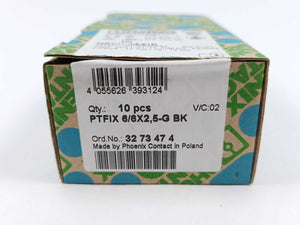 4 055626 393124
Qty.: 10 pcs V/C:02
PTFIX 6/6X2,5-G BK
Ord.No.: 32 73 47 4
Made by Phoenix Contact in Poland